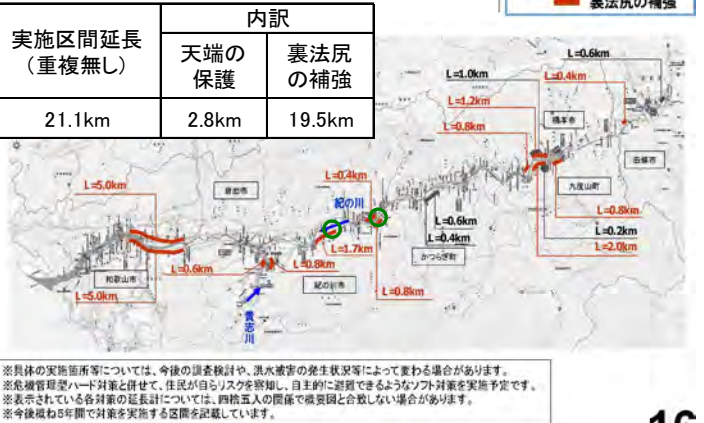 裏法尻の補強
実施区間延長
（重複無し）
内訳
天端の
保護
裏法尻
の補強
21.1km
2.8km
19.5km
L=0.6km
L=1.0km
L=0.4km
L=1.2km
L=0.8km
橋本市
五條市
九度山町
L=0.4km
紀の川
岩出市
L=5.0km
L=0.8km
L=0.6km
L=0.2km
L=0.4km
L=2.0km
L=1.7km
かつらぎ町
L=0.6km
L=0.8km
紀の川市
和歌山市
L=5.0km
L=0.8km
貴志川
※具体の実施箇所等については、今後の調査検討や、洪水被害の発生状況等によって変わる場合があります。
※危機管理型ハード対策と併せて、住民が自らリスクを察知し、自主的に避難できるようなソフト対策を実施予定です。
※表示されている各対策の延長計については、四捨五入の関係で概要図と合致しない場合があります。
※今後概ね5年間で対策を実施する区間を記載しています。
16